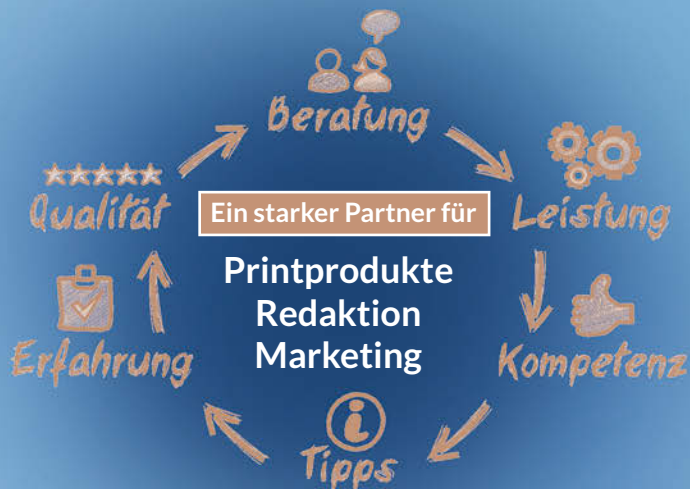 Beratung
Qualität
Leistung
Ein starker Partner für
Printprodukte
Redaktion
Marketing
Erfahrung
Kompetenz
Tipps